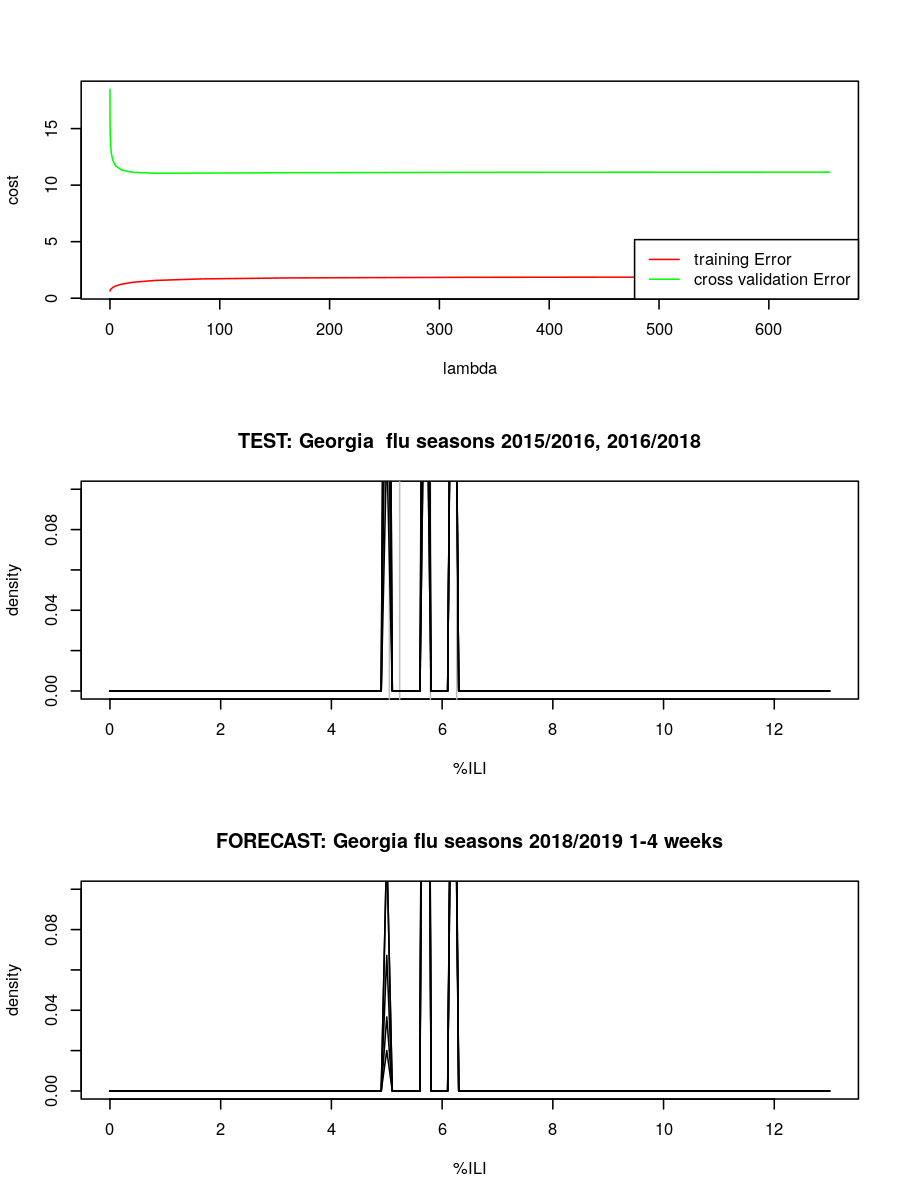 15
10
5
0
cost
training Error
cross validation Error
0 100 200 300 400 500 600
lambda
TEST: Georgia  flu seasons 2015/2016, 2016/2018
0.08
0.04
0.00
density
0 2 4 6 8 10 12
%ILI
FORECAST: Georgia flu seasons 2018/2019 1-4 weeks
0.08
0.04
0.00
density
0 2 4 6 8 10 12
%ILI